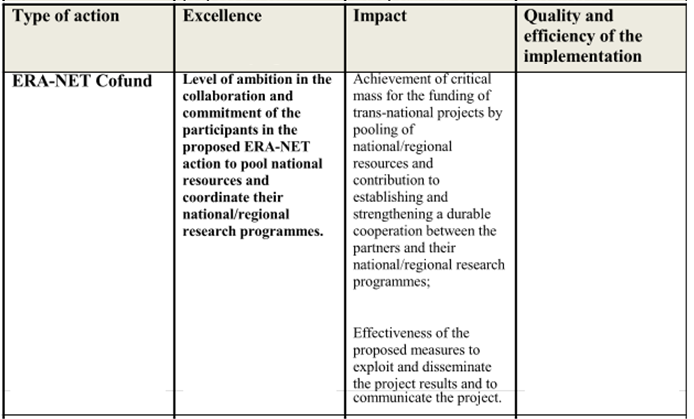 Type of action
Excellence
Impact
Quality and
efficiency of the
implementation
ERA-NET Cofund
Level of ambition in the
collaboration and
commitment of the
participants in the
proposed ERA-NET
action to pool national
resources and
coordinate their
national/regional
research programmes.
Achievement of critical
mass for the funding of
trans-national projects by
pooling of
national/regional
resources and
contribution to
establishing and
strengthening a durable
cooperation between the
partners and their
national/regional research
programmes;
Effectiveness of the
proposed measures to
exploit and disseminate
the project results and to
communicate the project.